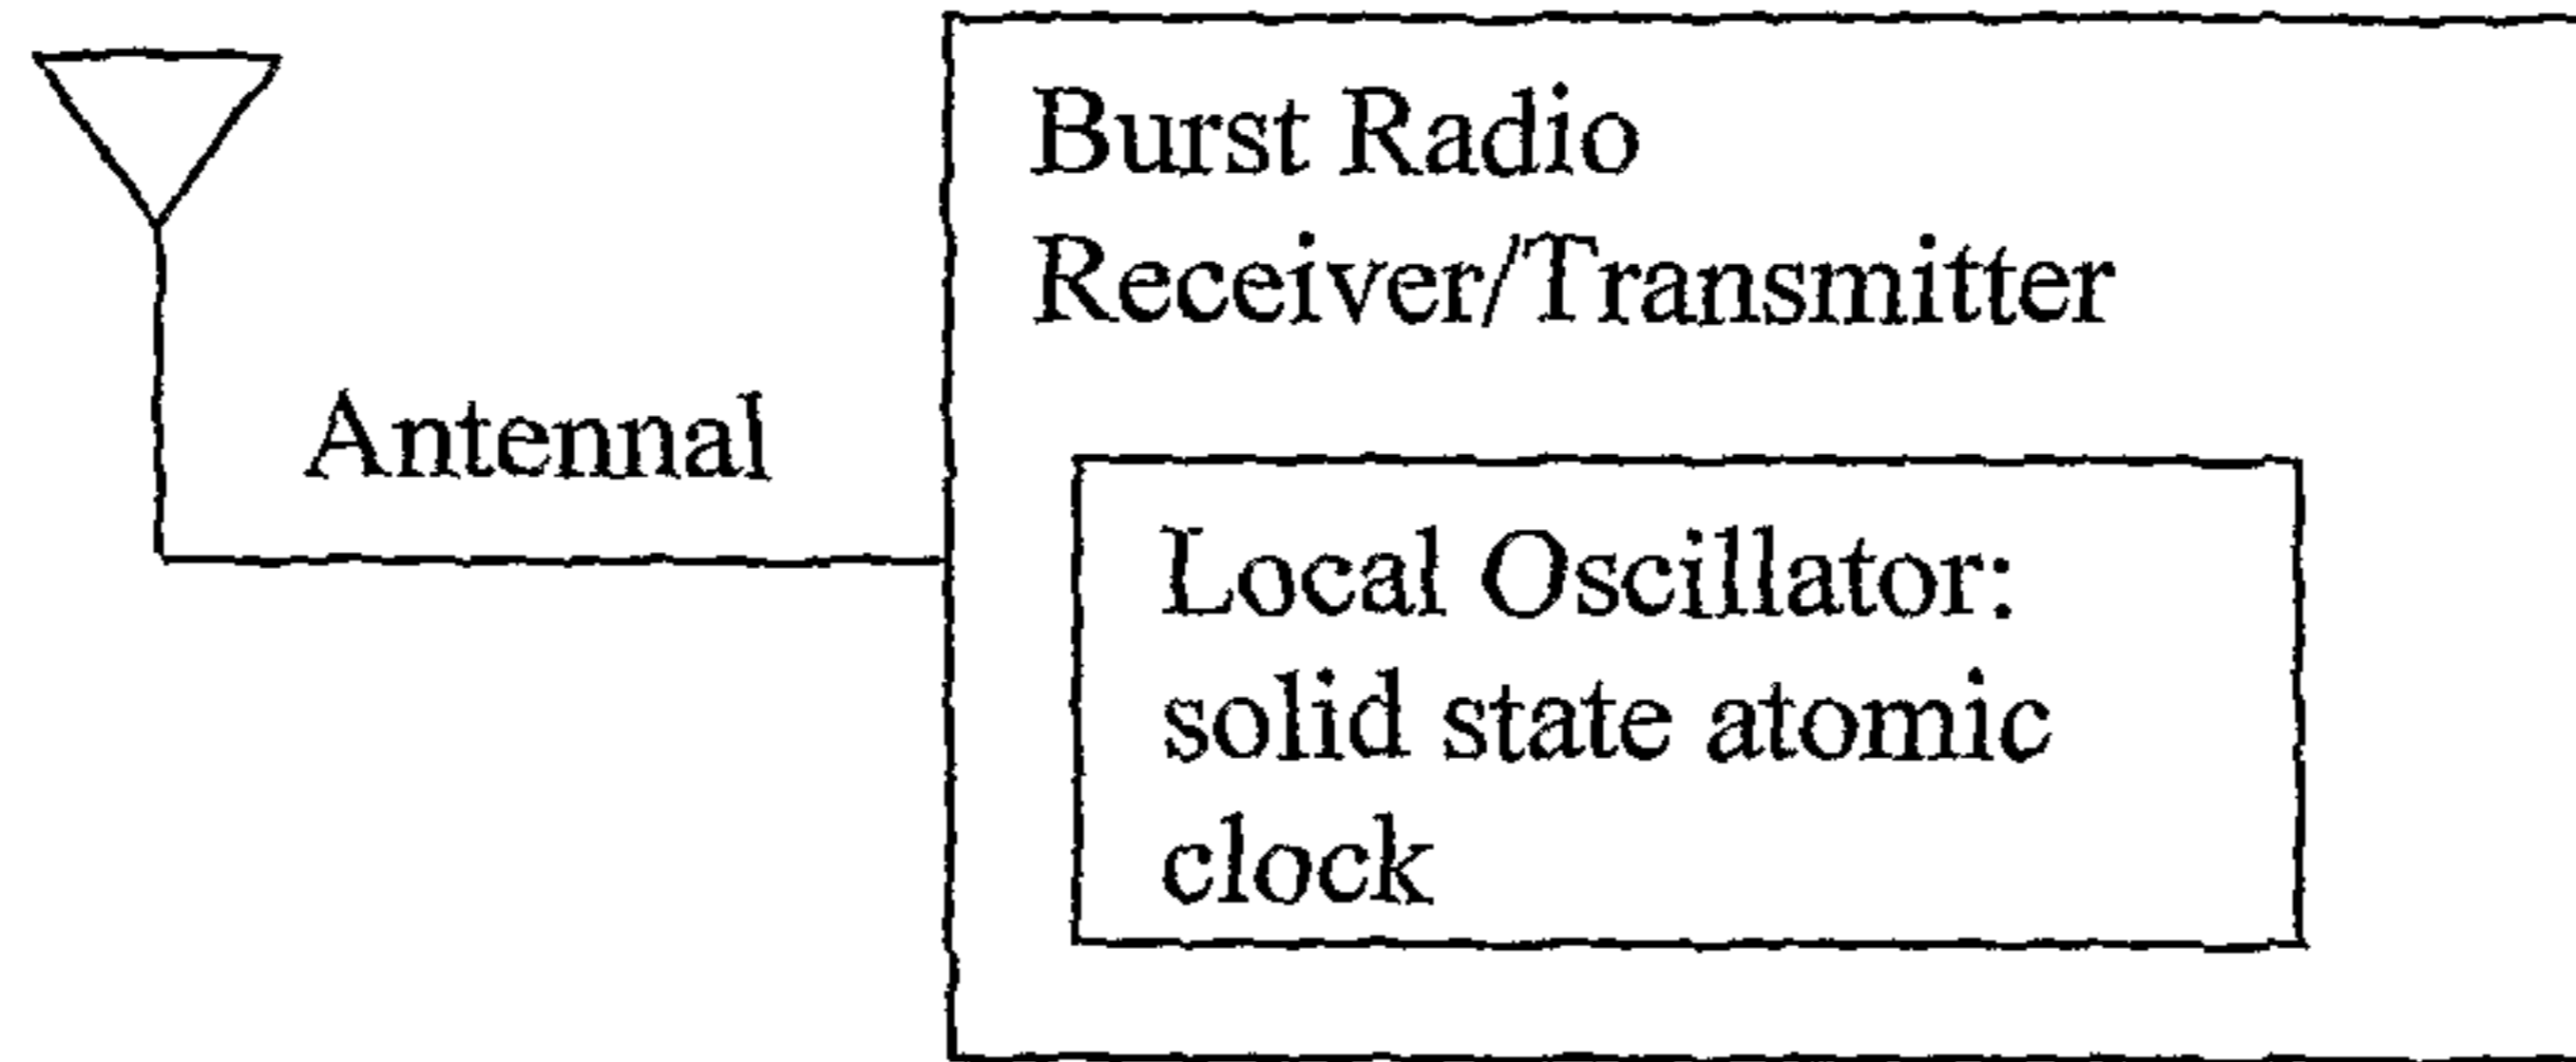 Burst Radio
Receiver/Transmitter
Antennal
Local Oscillator:
solid state atomic
clock